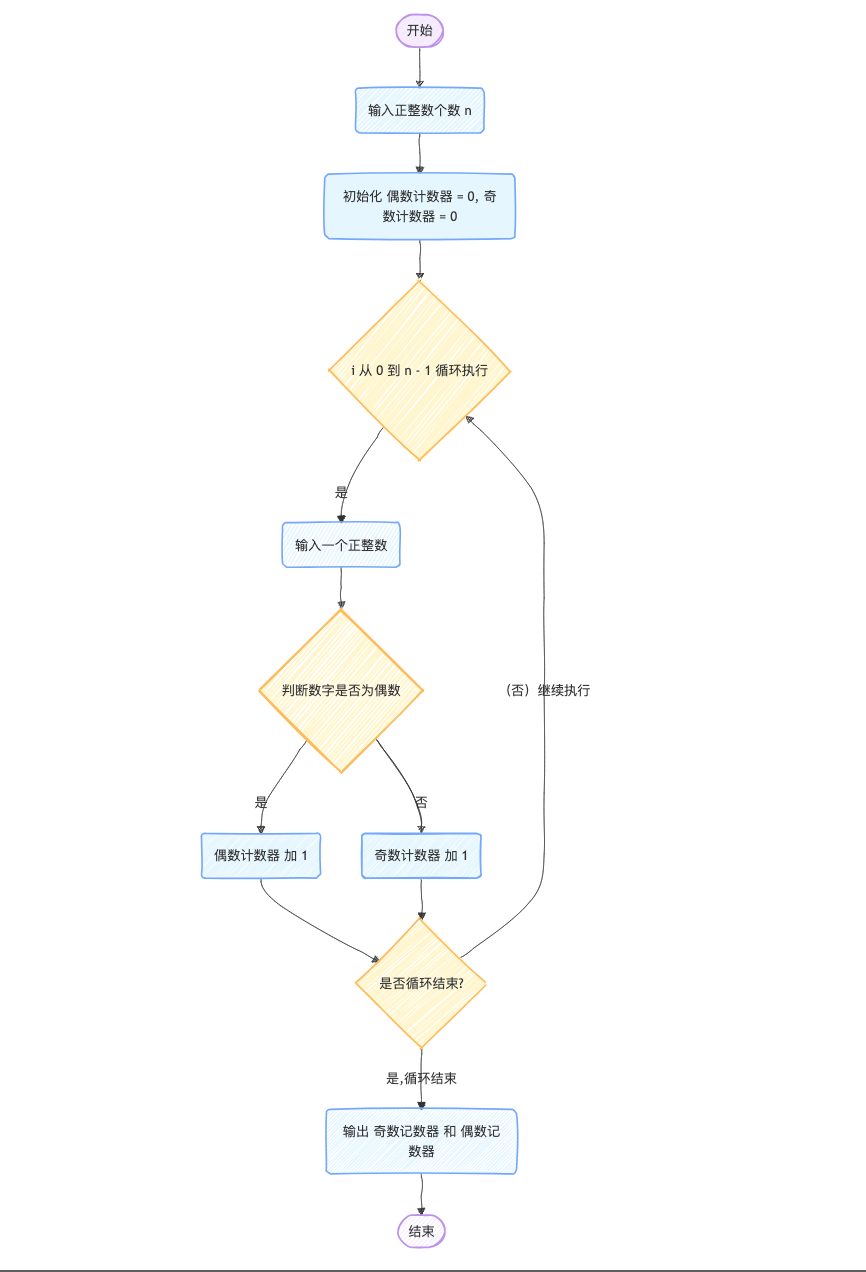 开始
输入正整数个数 n
初始化 偶数计数器 = 0, 奇
数计数器 = 0
i 从 0 到 n - 1 循环执行
是
输入一个正整数
判断数字是否为偶数
（否）继续执行
是
否
偶数计数器 加 1
奇数计数器 加 1
是否循环结束?
是,循环结束
输出 奇数记数器 和 偶数记
数器
结束